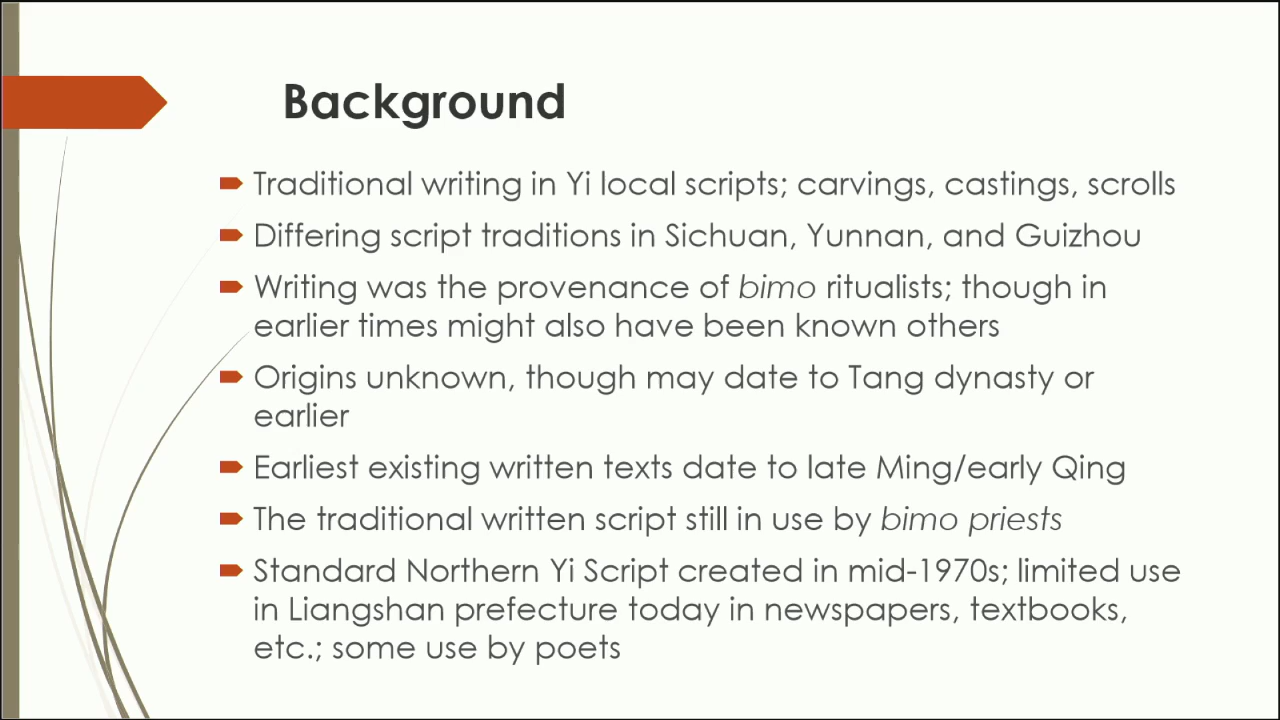 Background
Traditional writing in Yi local scripts; carvings, castings, scrolls
Differing script traditions in Sichuan, Yunnan, and Guizhou
Writing was the provenance of bimo ritualists; though in
earlier times might also have been known others
Origins unknown, though may date to Tang dynasty or
earlier
Earliest existing written texts date to late Ming/early Qing
The traditional written script still in use by bimo priests
Standard Northern Yi Script created in mid-1970s; limited use
in Liangshan prefecture today in newspapers, textbooks,
etc.; some use by poets